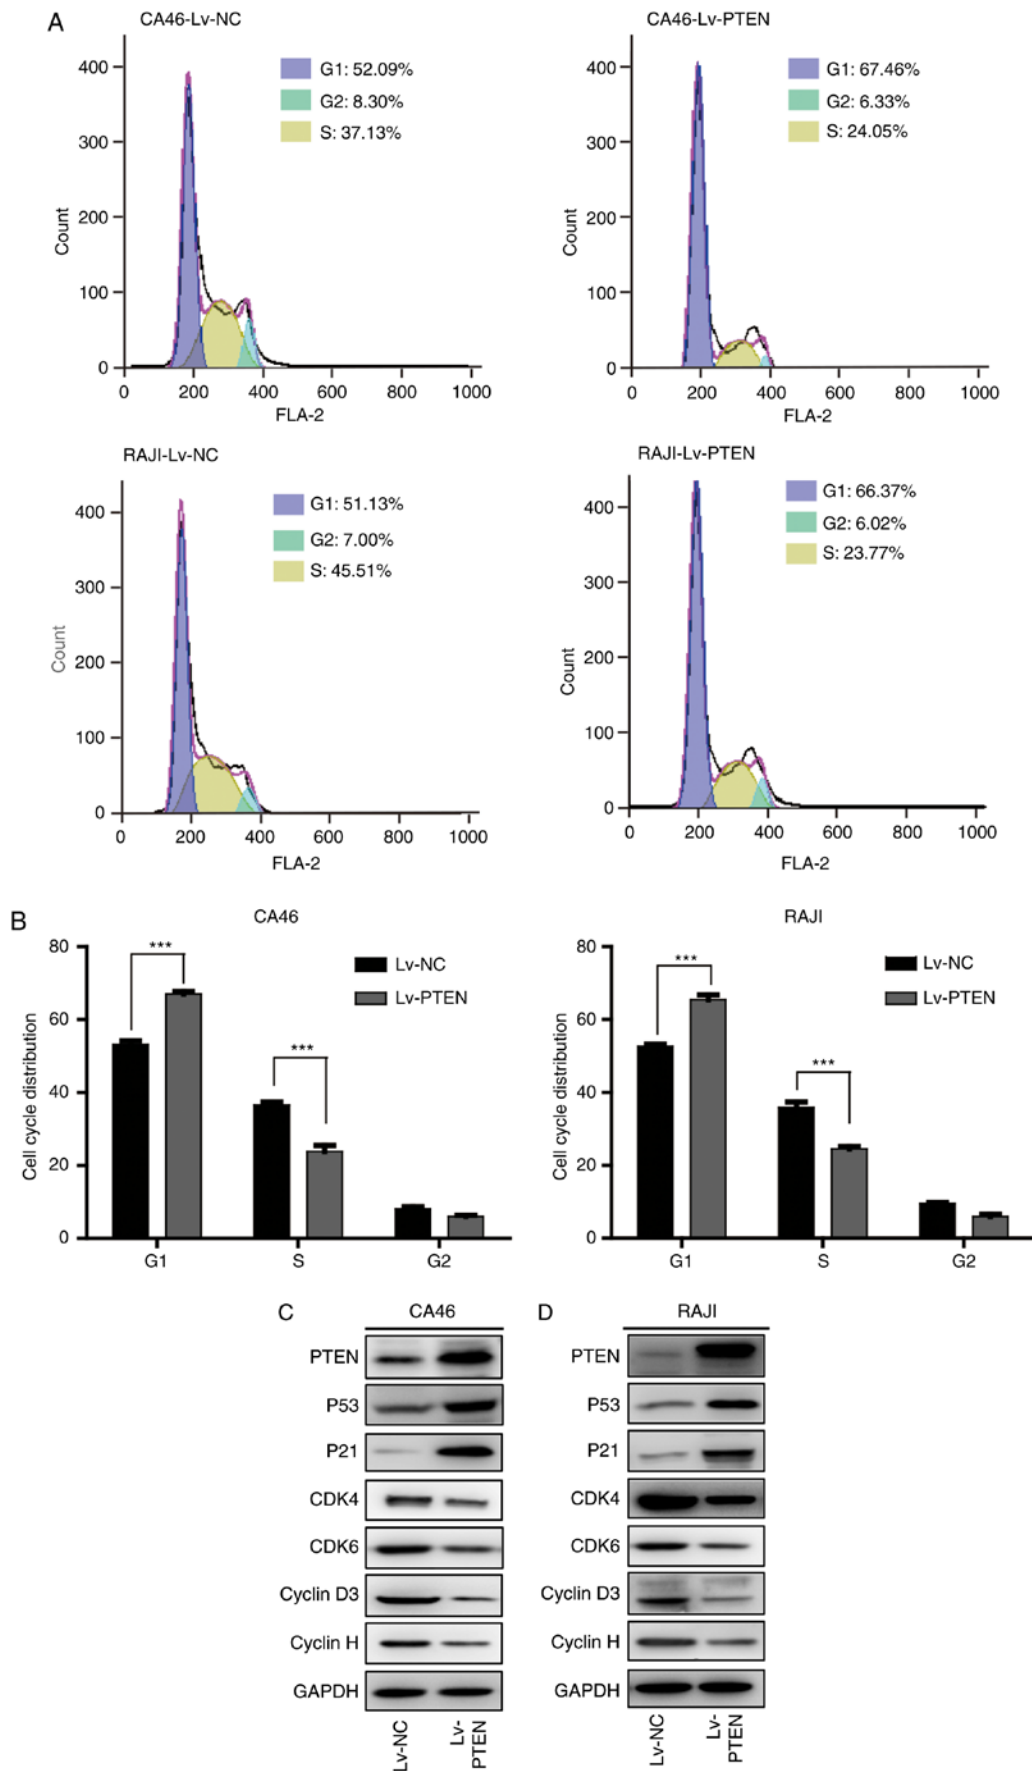 A
CA46-Lv-NC
G1: 52.09%
G2: 8.30%
S: 37.13%
400
300
200
100
0
Count
0 200 400 600 800 1000
FLA-2
CA46-Lv-PTEN
G1: 67.46%
G2: 6.33%
S: 24.05%
400
300
200
100
0
Count
0 200 400 600 800 1000
FLA-2
RAJI-Lv-NC
G1: 51.13%
G2: 7.00%
S: 45.51%
400
300
200
100
0
Count
0 200 400 600 800 1000
FLA-2
RAJI-Lv-PTEN
G1: 66.37%
G2: 6.02%
S: 23.77%
400
300
200
100
0
Count
0 200 400 600 800 1000
FLA-2
B
CA46
Lv-NC
Lv-PTEN
80
60
40
20
0
Cell cycle distribution
***
***
G1 S G2
RAJI
Lv-NC
Lv-PTEN
80
60
40
20
0
Cell cycle distribution
***
***
G1 S G2
C
CA46
PTEN
P53
P21
CDK4
CDK6
Cyclin D3
Cyclin H
GAPDH
Lv-NC
Lv-
PTEN
D
RAJI
PTEN
P53
P21
CDK4
CDK6
Cyclin D3
Cyclin H
GAPDH
Lv-NC
Lv-
PTEN